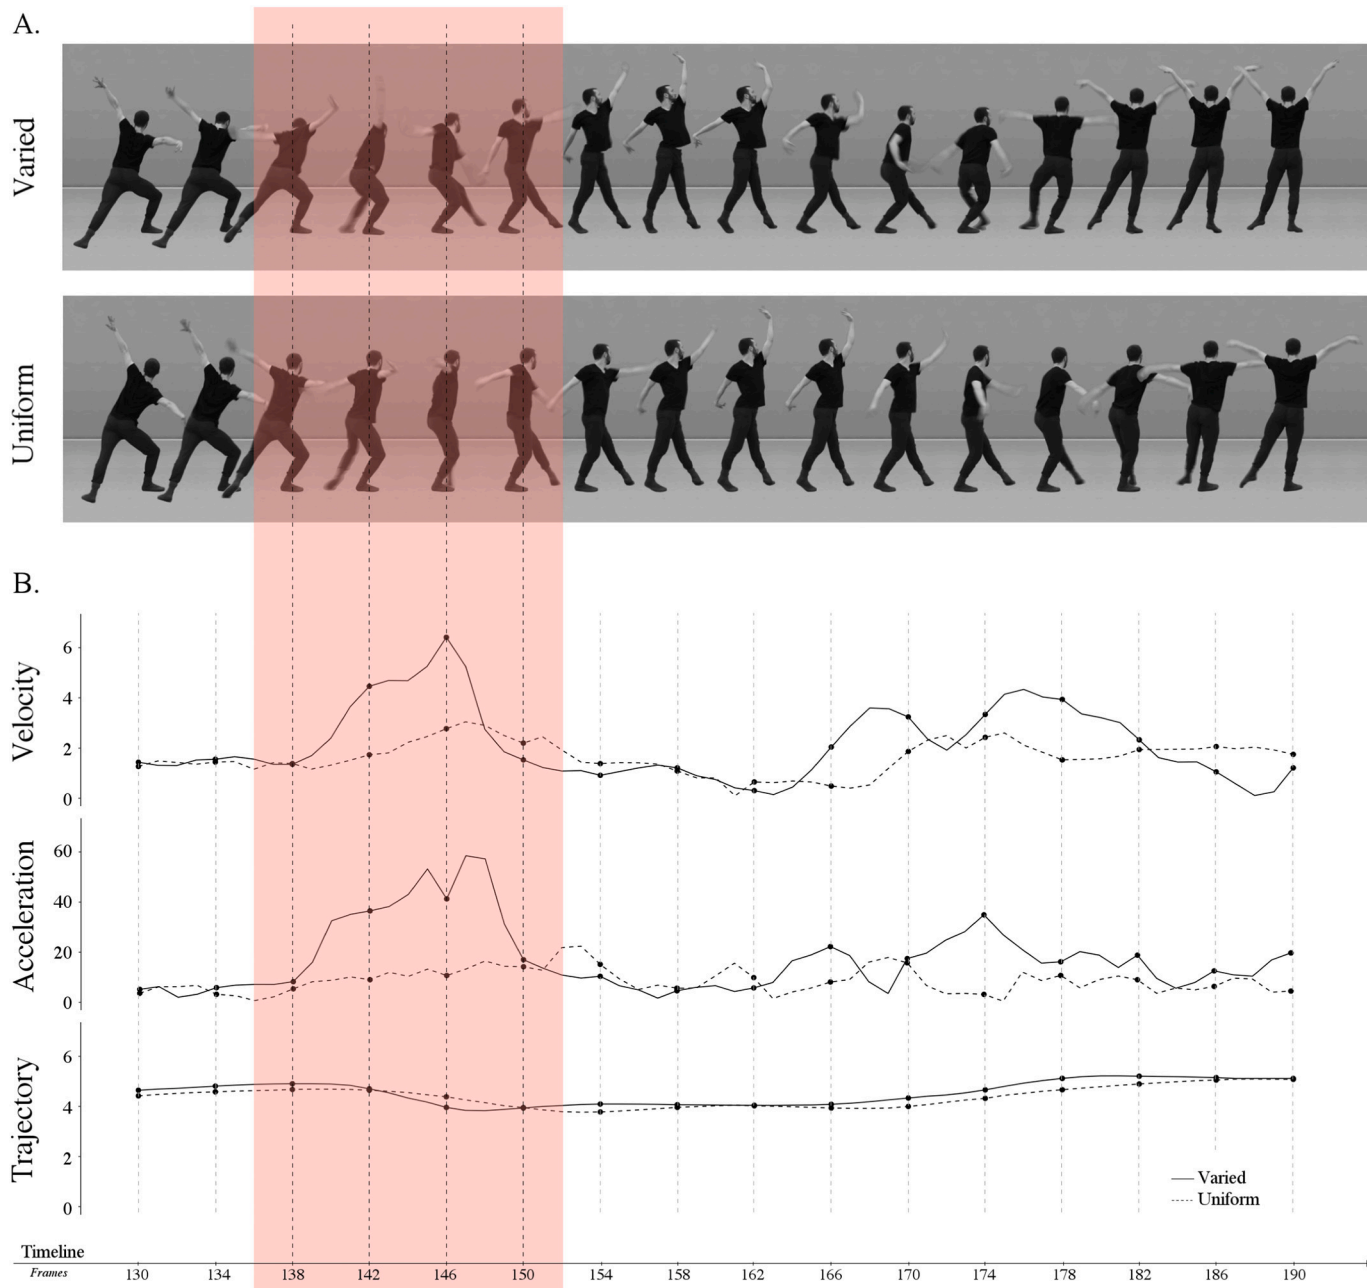 A.
Varied
Uniform
B.
Velocity
6
4
2
0
Acceleration
60
40
20
0
Trajectory
6
4
2
0
Varied
Uniform
Timeline
Frames 130 134 138 142 146 150 154 158 162 166 170 174 178 182 186 190